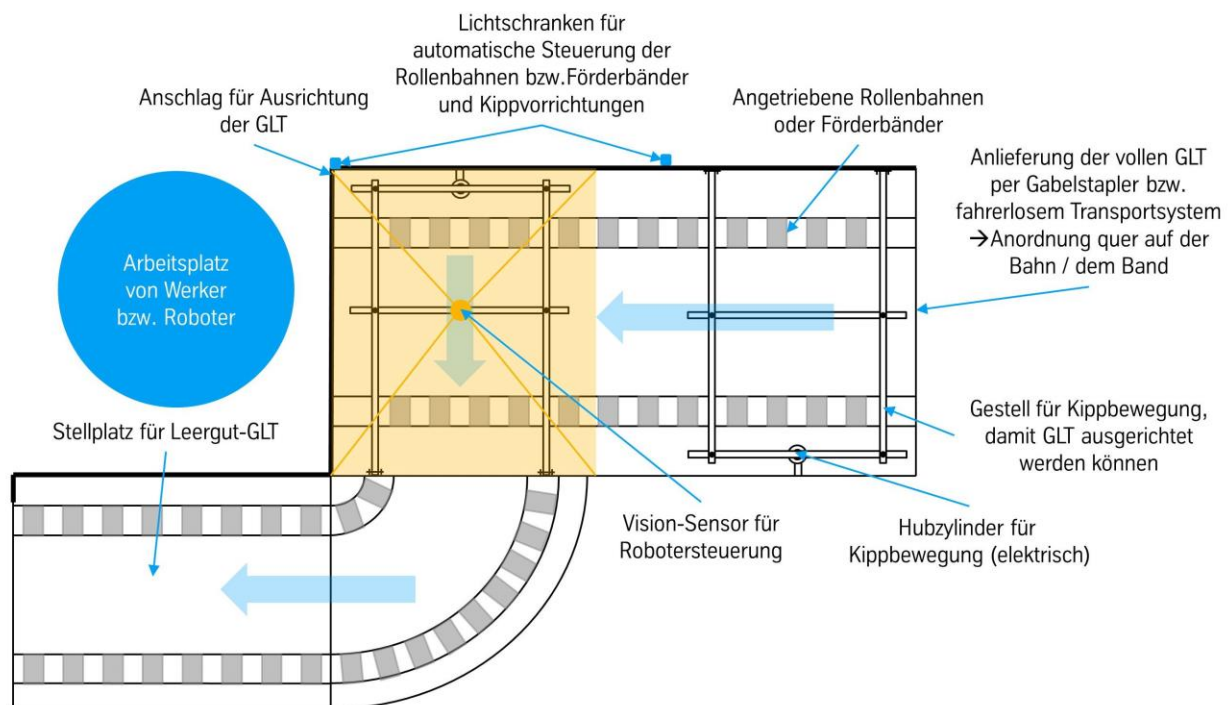 Lichtschranken für
automatische Steuerung der
Rollenbahnen bzw.Förderbänder
und Kippvorrichtungen
Anschlag für Ausrichtung
der GLT
Angetriebene Rollenbahnen
oder Förderbänder
Anlieferung der vollen GLT
per Gabelstapler bzw.
fahrerlosem Transportsystem
→Anordnung quer auf der
Bahn / dem Band
Arbeitsplatz
von Werker
bzw. Roboter
Stellplatz für Leergut-GLT
Gestell für Kippbewegung,
damit GLT ausgerichtet
werden können
Vision-Sensor für
Robotersteuerung
Hubzylinder für
Kippbewegung (elektrisch)